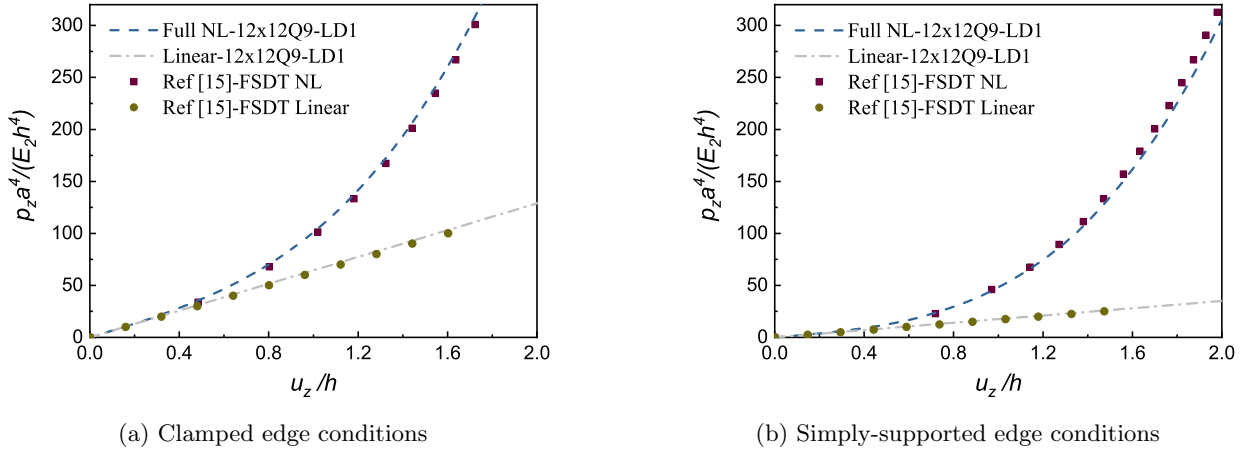 300
250
200
150
100
50
0
p_z a^4/(E_2h^4)
Full NL-12x12Q9-LD1
Linear-12x12Q9-LD1
Ref [15]-FSDT NL
Ref [15]-FSDT Linear
0.0 0.4 0.8 1.2 1.6 2.0
u_z /h
(a) Clamped edge conditions
300
250
200
150
100
50
0
p_z a^4/(E_2h^4)
Full NL-12x12Q9-LD1
Linear-12x12Q9-LD1
Ref [15]-FSDT NL
Ref [15]-FSDT Linear
0.0 0.4 0.8 1.2 1.6 2.0
u_z /h
(b) Simply-supported edge conditions